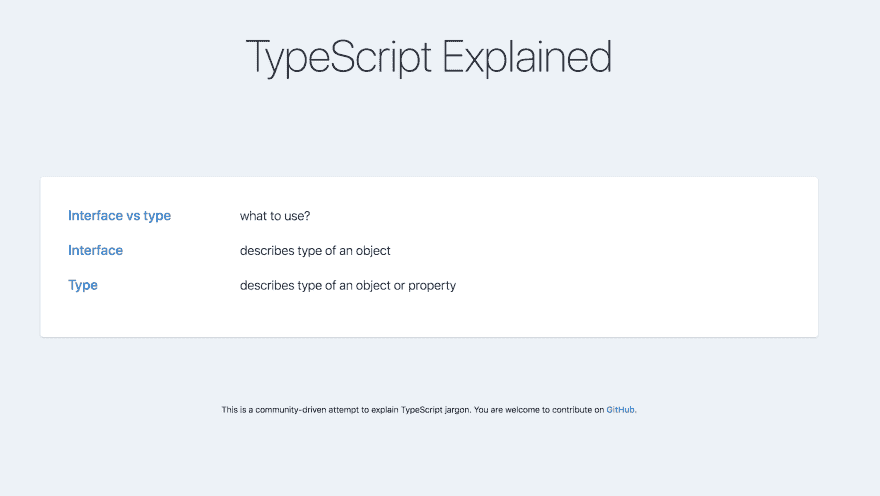 TypeScript Explained
Interface vs type what to use?
Interface describes type of an object
Type describes type of an object or property
This is a community-driven attempt to explain TypeScript jargon. You are welcome to contribute on GitHub.